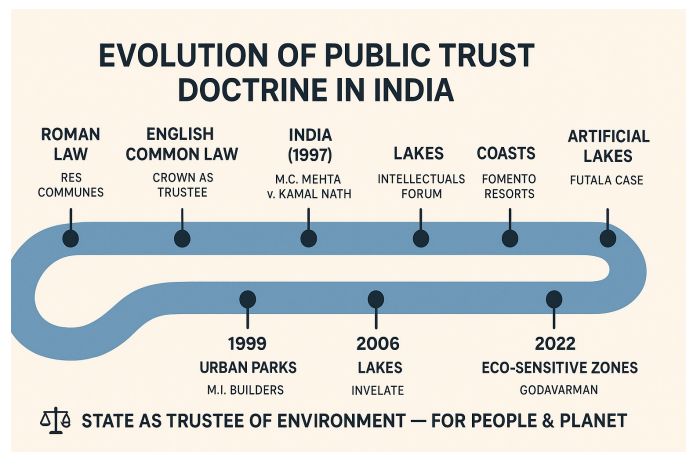 EVOLUTION OF PUBLIC TRUST
DOCTRINE IN INDIA
ROMAN
LAW
RES
COMMUNES
ENGLISH
COMMON LAW
CROWN AS
TRUSTEE
INDIA
(1997)
M.C. MEHTA
v. KAMAL NATH
LAKES
INTELLECTUALS
FORUM
COASTS
FOMENTO
RESORTS
ARTIFICIAL
LAKES
FUTALA CASE
1999
URBAN PARKS
M.I. BUILDERS
2006
LAKES
INVELATE
2022
ECO-SENSITIVE ZONES
GODAVARMAN
STATE AS TRUSTEE OF ENVIRONMENT — FOR PEOPLE & PLANET